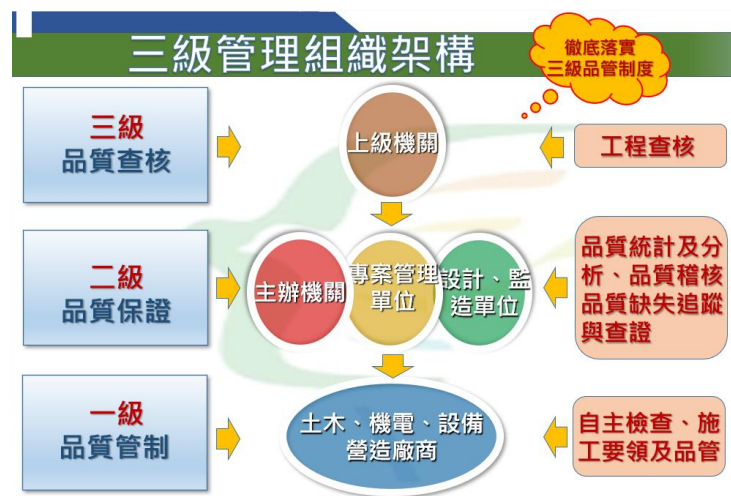 三級管理組織架構
徹底落實
三級品管制度
三級
品質查核
上級機關
工程查核
二級
品質保證
主辦機關
專案管理
單位
設計、監
造單位
品質統計及分
析、品質稽核
品質缺失追蹤
與查證
一級
品質管制
土木、機電、設備
營造廠商
自主檢查、施
工要領及品管